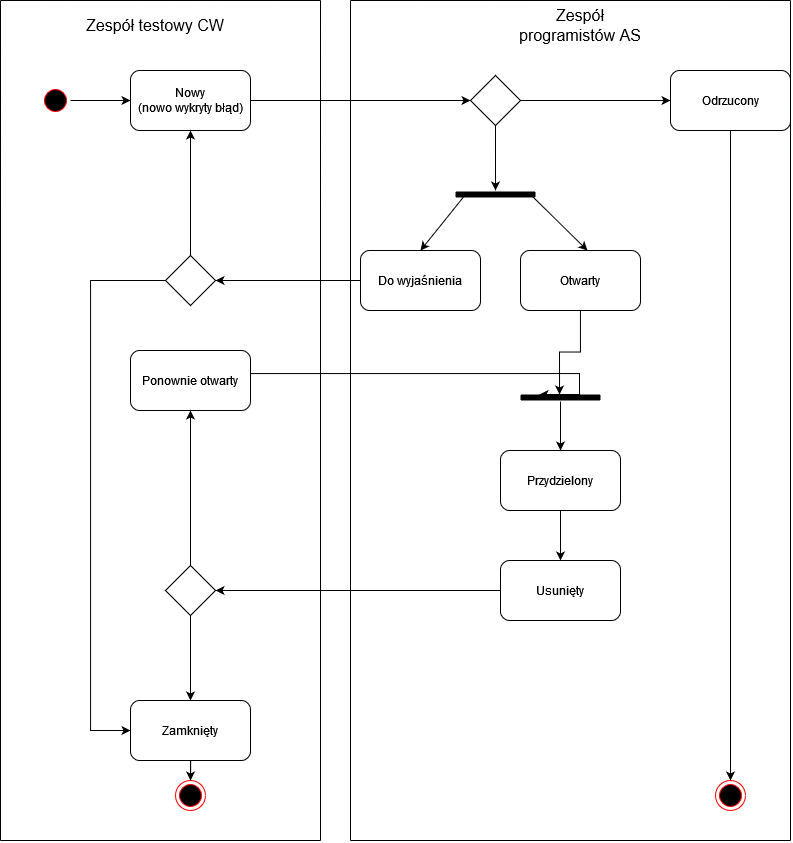 Zespół testowy CW
Zespół
programistów AS
Nowy
(nowo wykryty błąd)
Odrzucony
Do wyjaśnienia
Otwarty
Ponownie otwarty
Przydzielony
Usunięty
Zamknięty